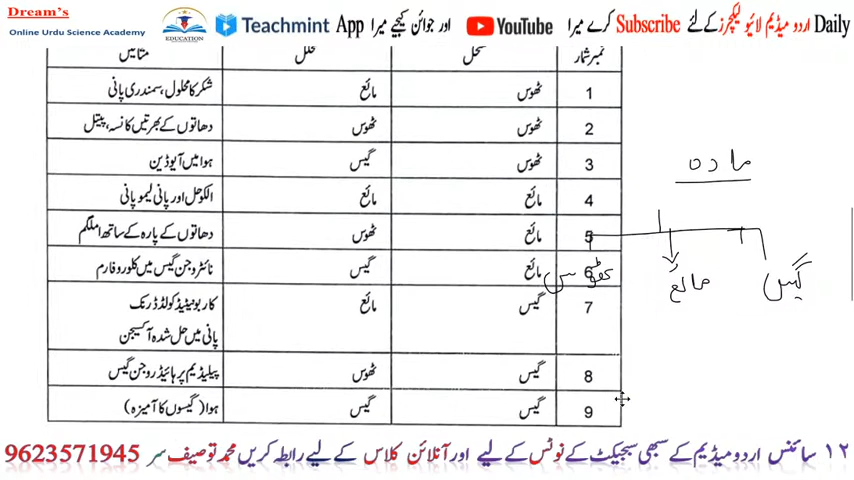 Dream's
Online Urdu Science Academy
EDUCATION
Teachmint App اور جوائن کیجیے میرا
YouTube
Daily اردو میڈیم لائیو لیکچرز کے لئے Subscribe کرے میرا
نمبر شمار منحل محلل مثالیں
1 ٹھوس مائع شکر کا محلول، سمندری پانی
2 ٹھوس ٹھوس دھاتوں کے بھرتیں کانسہ، پیتل
3 ٹھوس گیس ہوا میں آیوڈین
4 مائع مائع الکوحل اور پانی لیمو پانی
5 مائع ٹھوس دھاتوں کے پارہ کے ساتھ املگم
6 مائع گیس نائٹروجن گیس میں کلوروفارم
7 گیس مائع کاربونیٹیڈ کولڈ ڈرنک
پانی میں حل شدہ آکسیجن
8 گیس ٹھوس پیلیڈیم پر ہائیڈروجن گیس
9 گیس گیس ہوا (گیسوں کا آمیزہ)
مادہ
ٹھوس مائع گیس
۱۲ سائنس اردو میڈیم کے سبھی سبجیکٹ کے نوٹس کے لیے اور آنلائن کلاس کے لیے رابطہ کریں محمد توصیف سر 9623571945